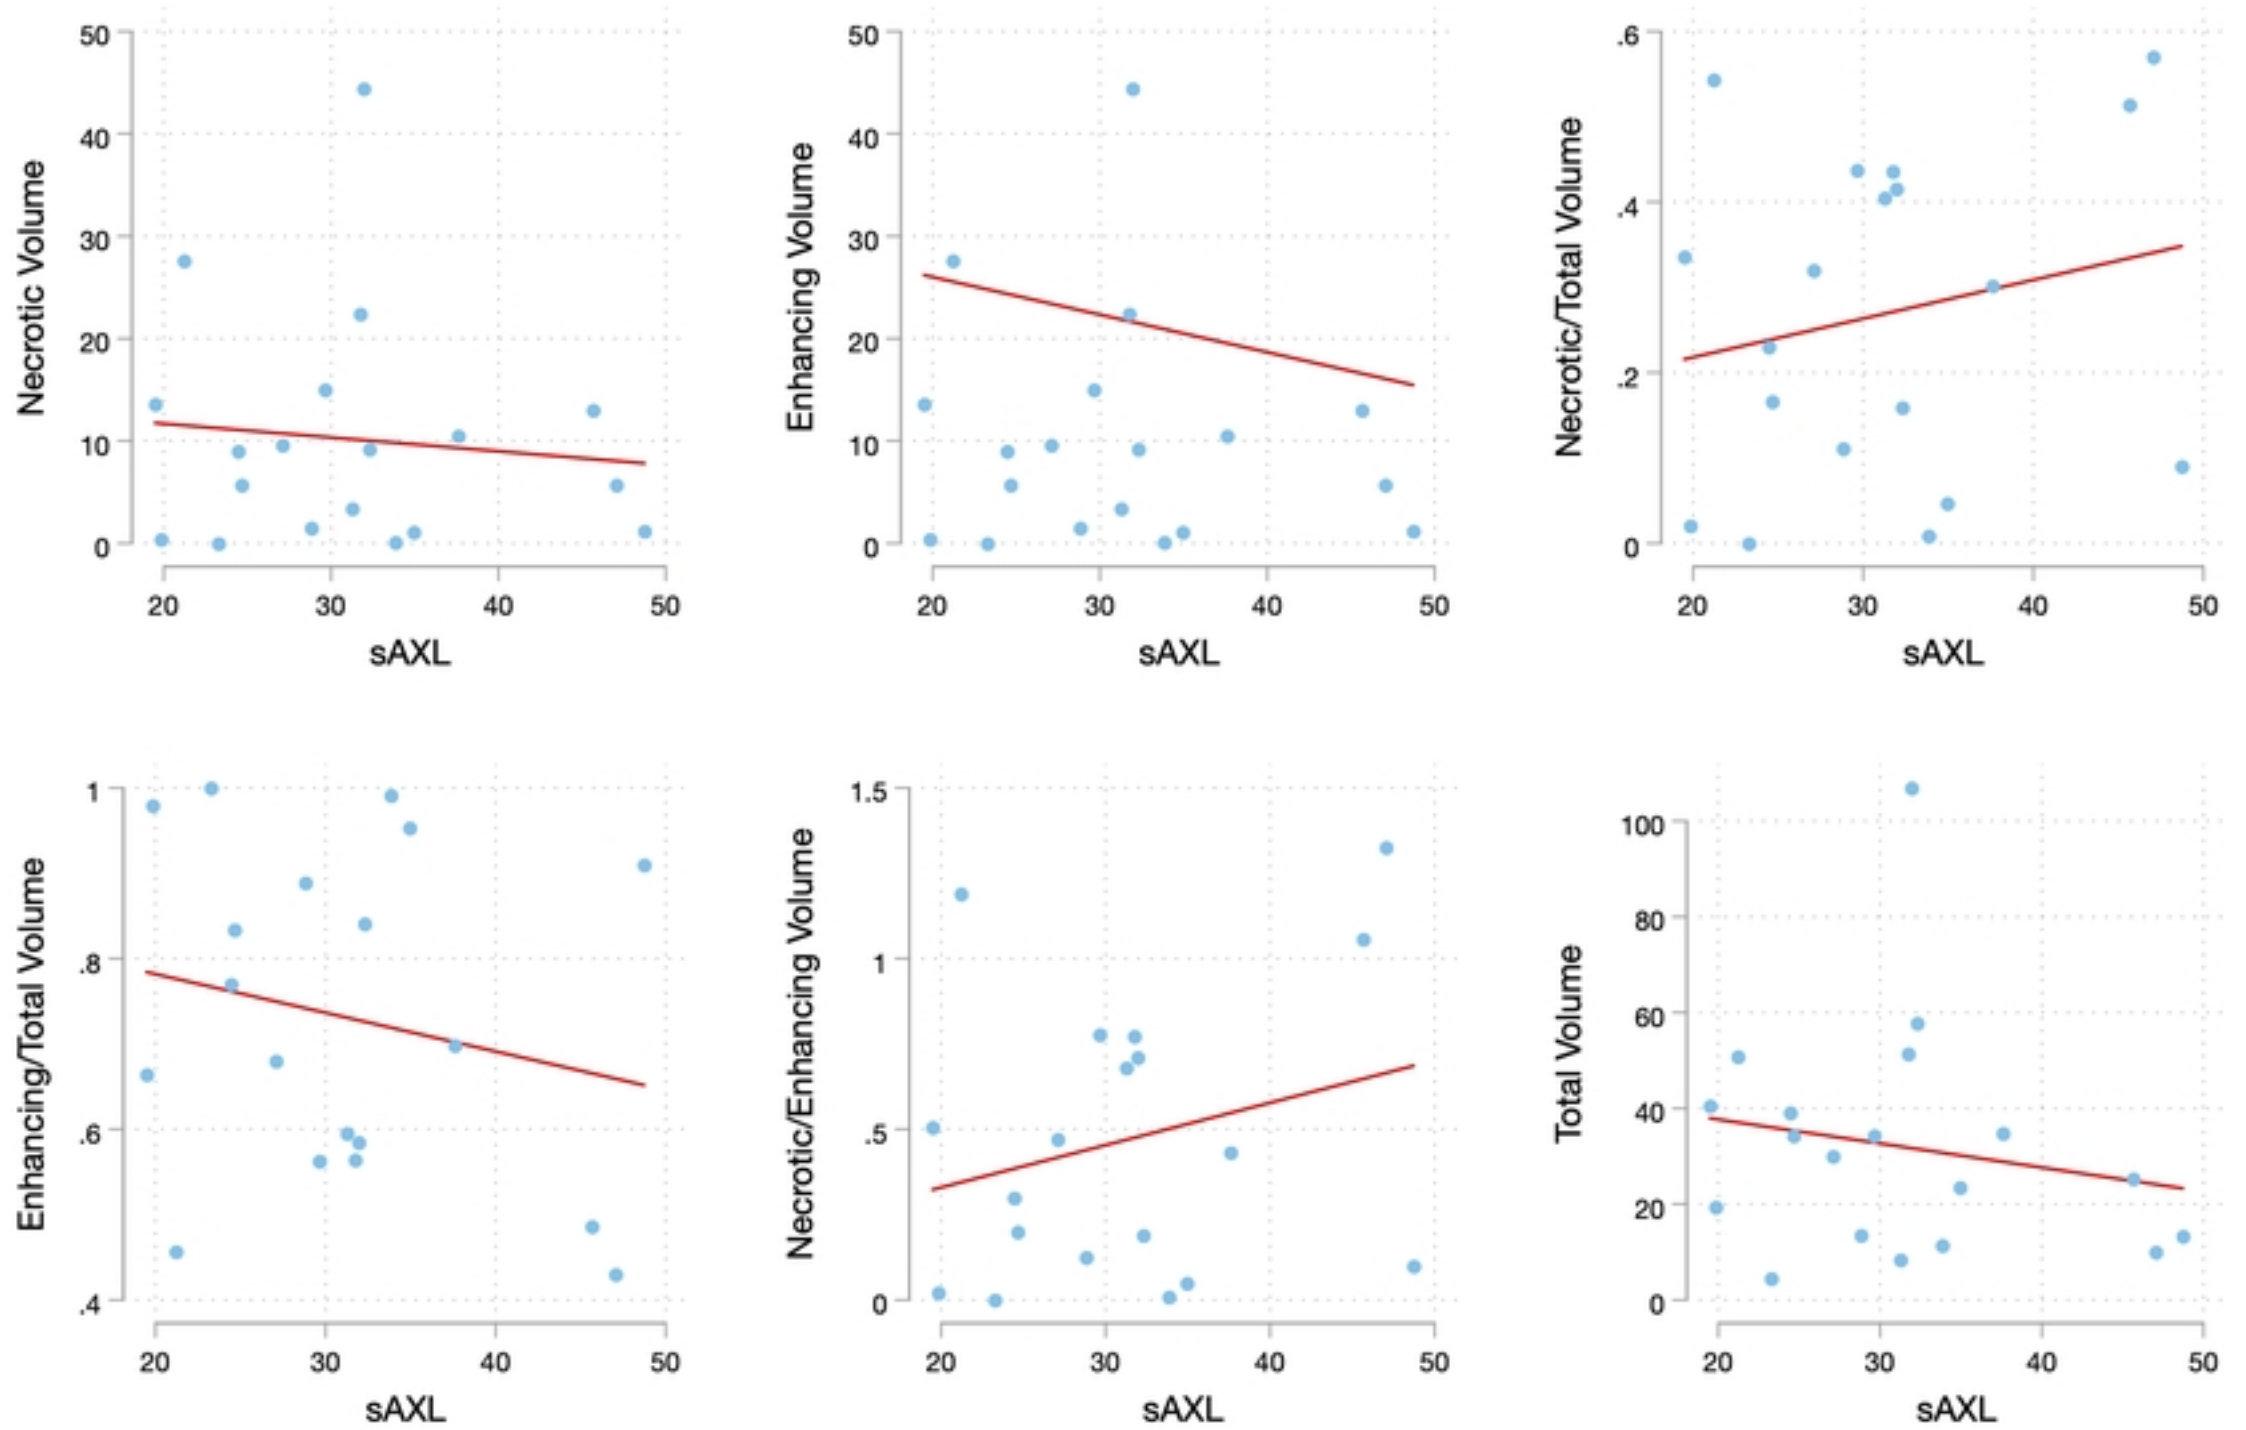 Necrotic Volume
50
40
30
20
10
0
20 30 40 50
sAXL
Enhancing Volume
50
40
30
20
10
0
20 30 40 50
sAXL
Necrotic/Total Volume
.6
.4
.2
0
20 30 40 50
sAXL
Enhancing/Total Volume
1
.8
.6
.4
20 30 40 50
sAXL
Necrotic/Enhancing Volume
1.5
1
.5
0
20 30 40 50
sAXL
Total Volume
100
80
60
40
20
0
20 30 40 50
sAXL